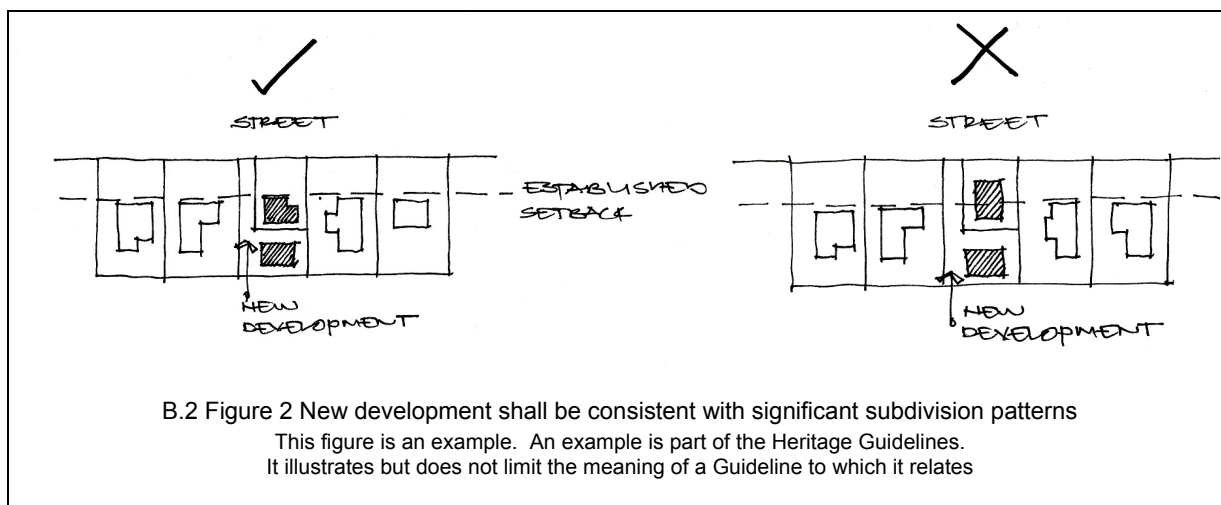 STREET
ESTABLISHED
SETBACK
NEW
DEVELOPMENT
STREET
NEW
DEVELOPMENT
B.2 Figure 2 New development shall be consistent with significant subdivision patterns
This figure is an example. An example is part of the Heritage Guidelines.
It illustrates but does not limit the meaning of a Guideline to which it relates